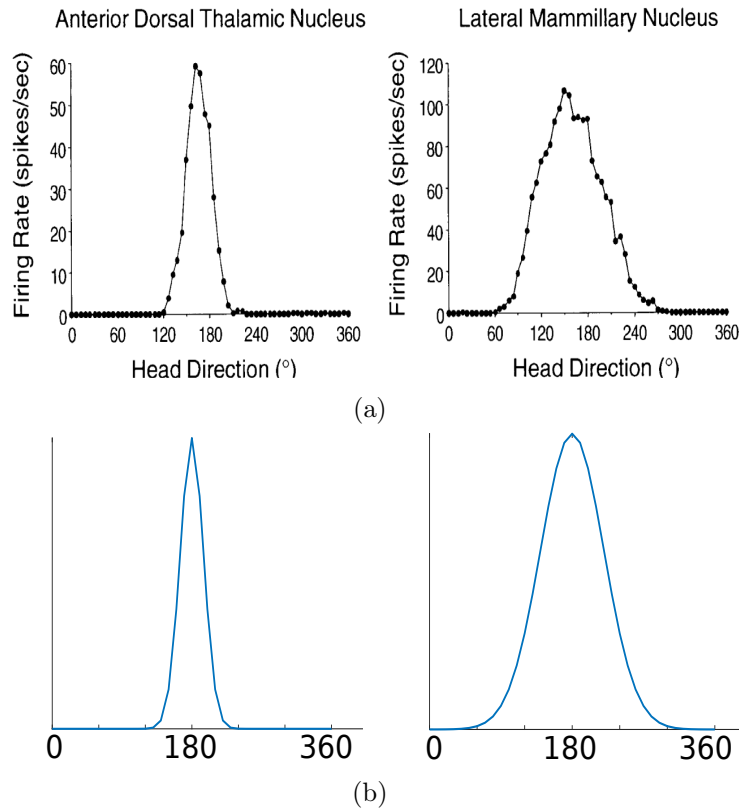 Anterior Dorsal Thalamic Nucleus
Lateral Mammillary Nucleus
Firing Rate (spikes/sec)
60
50
40
30
20
10
0
0 60 120 180 240 300 360
Head Direction (°)
Firing Rate (spikes/sec)
120
100
80
60
40
20
0
0 60 120 180 240 300 360
Head Direction (°)
(a)
0 180 360
0 180 360
(b)